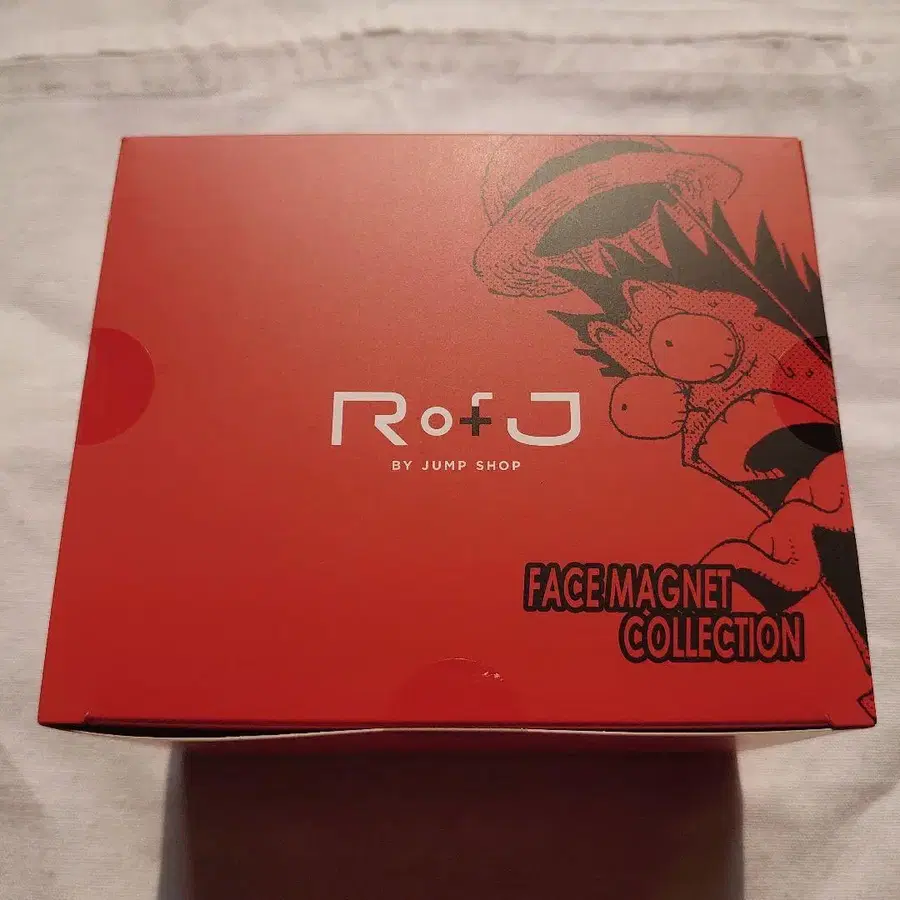 RofJ
BY JUMP SHOP
FACE MAGNET
COLLECTION